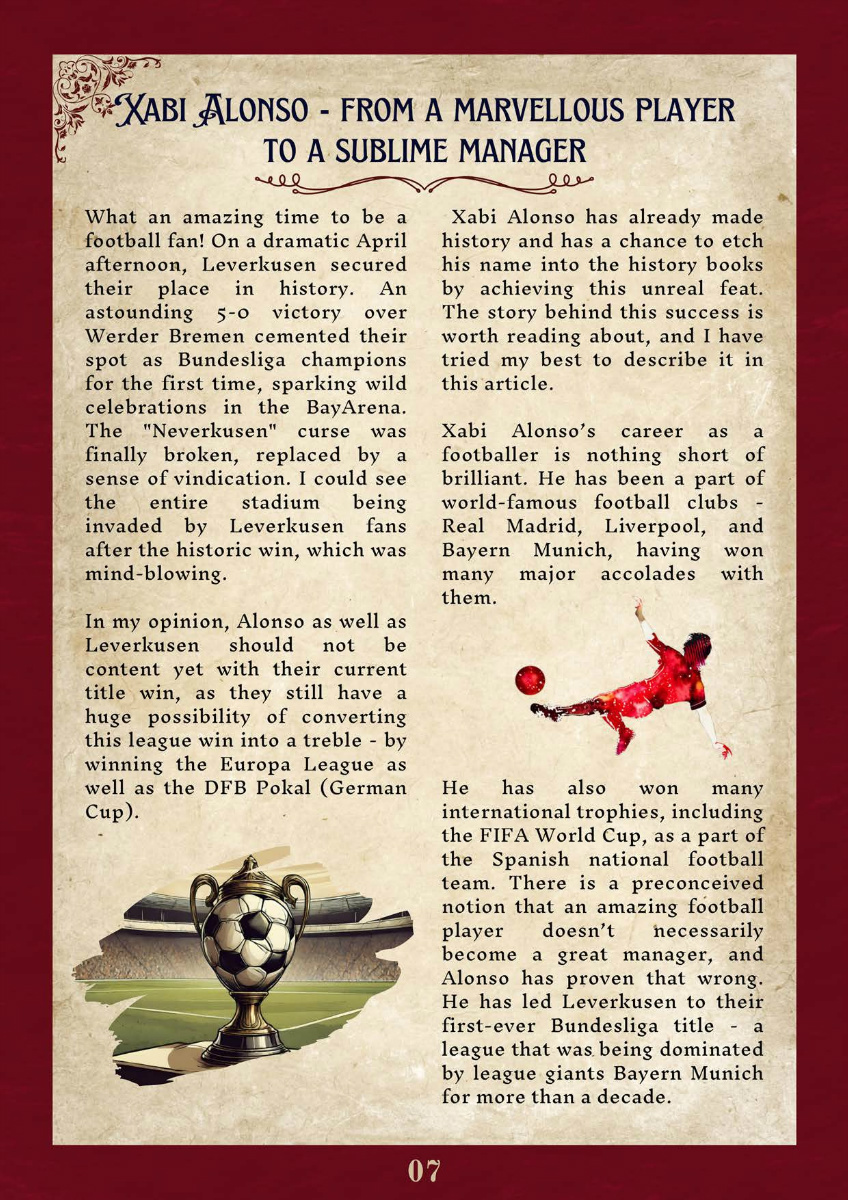 Xabi Alonso - from a marvellous player
to a sublime manager
What an amazing time to be a
football fan! On a dramatic April
afternoon, Leverkusen secured
their place in history. An
astounding 5-0 victory over
Werder Bremen cemented their
spot as Bundesliga champions
for the first time, sparking wild
celebrations in the BayArena.
The "Neverkusen" curse was
finally broken, replaced by a
sense of vindication. I could see
the entire stadium being
invaded by Leverkusen fans
after the historic win, which was
mind-blowing.
In my opinion, Alonso as well as
Leverkusen should not be
content yet with their current
title win, as they still have a
huge possibility of converting
this league win into a treble - by
winning the Europa League as
well as the DFB Pokal (German
Cup).
Xabi Alonso has already made
history and has a chance to etch
his name into the history books
by achieving this unreal feat.
The story behind this success is
worth reading about, and I have
tried my best to describe it in
this article.
Xabi Alonso’s career as a
footballer is nothing short of
brilliant. He has been a part of
world-famous football clubs -
Real Madrid, Liverpool, and
Bayern Munich, having won
many major accolades with
them.
He has also won many
international trophies, including
the FIFA World Cup, as a part of
the Spanish national football
team. There is a preconceived
notion that an amazing football
player doesn’t necessarily
become a great manager, and
Alonso has proven that wrong.
He has led Leverkusen to their
first-ever Bundesliga title - a
league that was being dominated
by league giants Bayern Munich
for more than a decade.
07